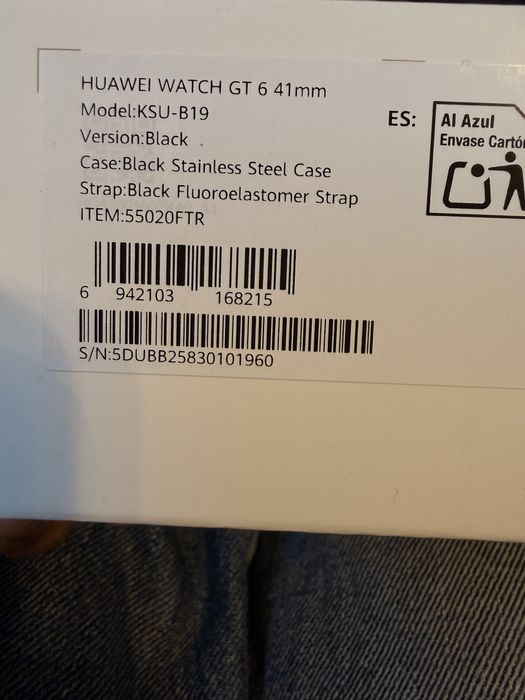 HUAWEI WATCH GT 6 41mm
Model:KSU-B19
Version:Black
Case:Black Stainless Steel Case
Strap:Black Fluoroelastomer Strap
ITEM:55020FTR
6 942103 168215
S/N:5DUBB25830101960
ES:
Al Azul
Envase Cartón